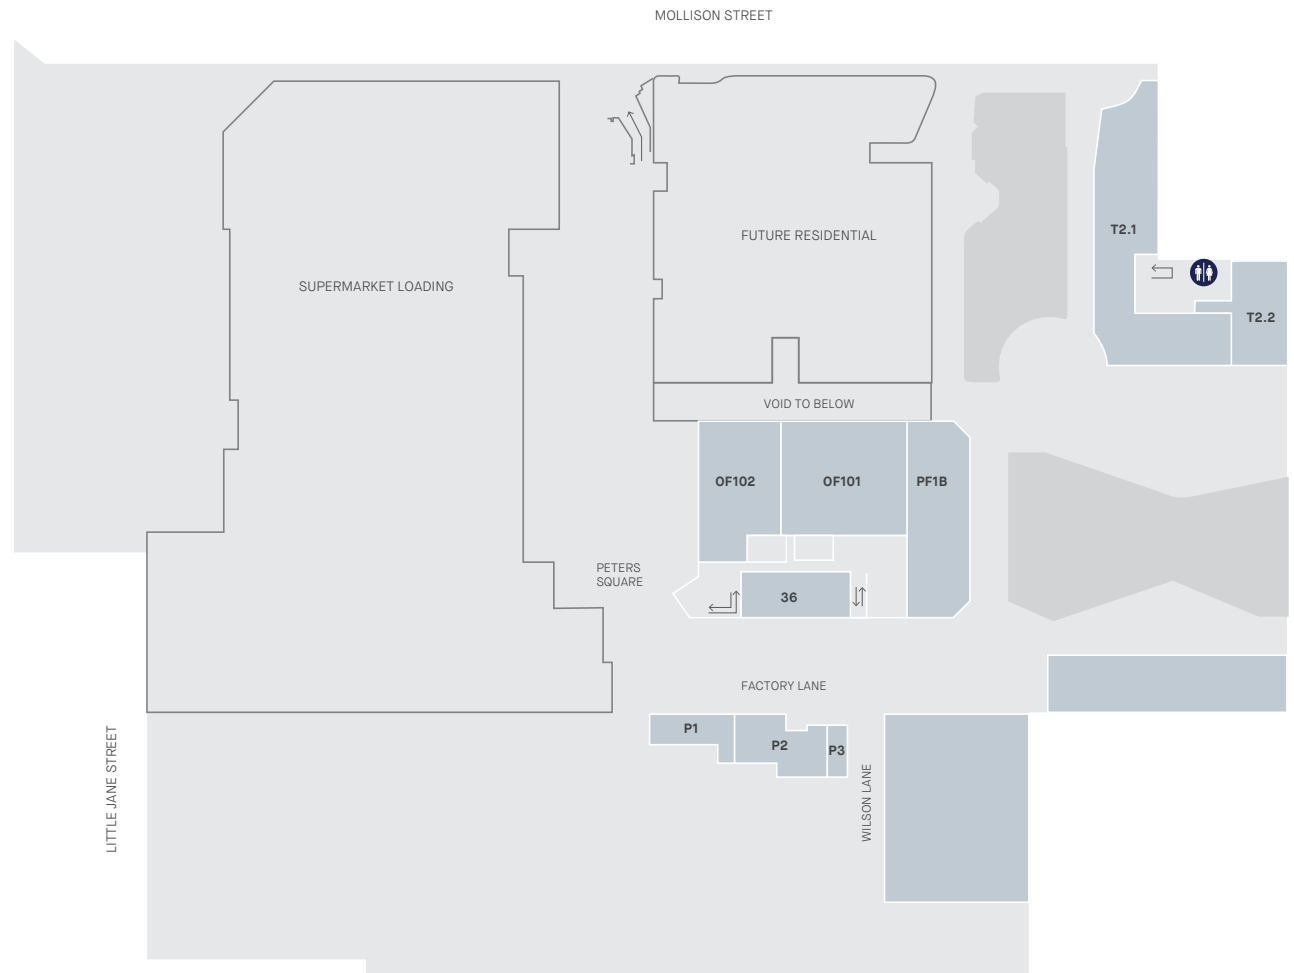 MOLLISON STREET
T2.1
FUTURE RESIDENTIAL
SUPERMARKET LOADING
T2.2
VOID TO BELOW
OF102
OF101
PF1B
PETERS
SQUARE
36
FACTORY LANE
P1
P2
P3
LITTLE JANE STREET
WILSON LANE